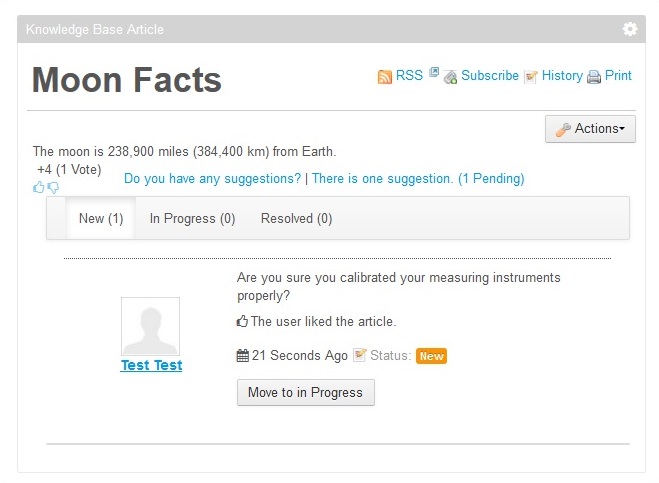 Knowledge Base Article
Moon Facts
RSS Subscribe History Print
Actions
The moon is 238,900 miles (384,400 km) from Earth.
+4 (1 Vote)
Do you have any suggestions? | There is one suggestion. (1 Pending)
New (1) In Progress (0) Resolved (0)
Are you sure you calibrated your measuring instruments
properly?
The user liked the article.
Test Test
21 Seconds Ago Status: New
Move to in Progress